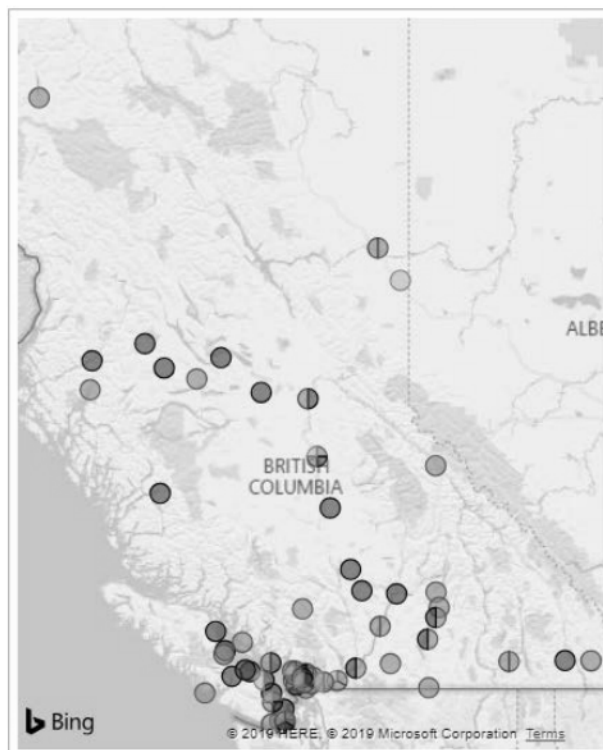 ALBE
BRITISH
COLUMBIA
Bing
© 2019 HERE, © 2019 Microsoft Corporation Terms